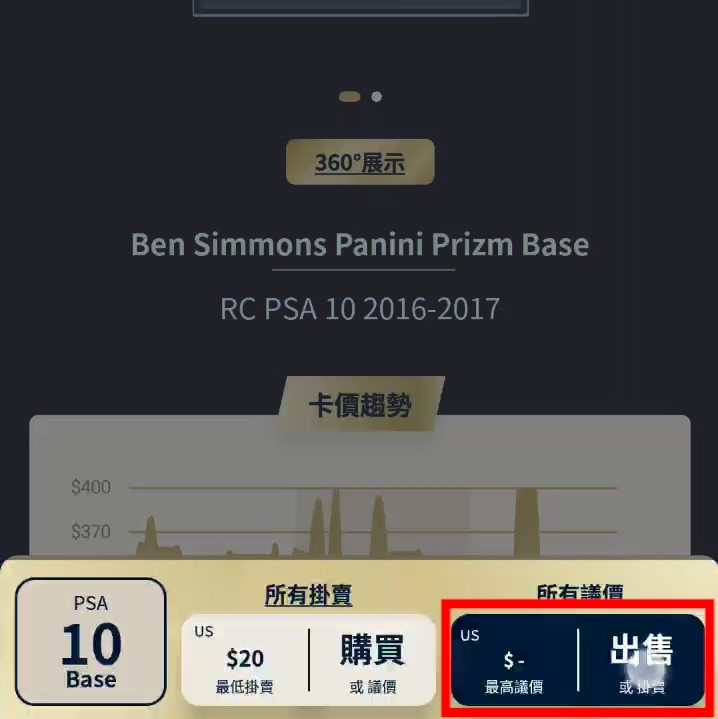 360°展示
Ben Simmons Panini Prizm Base
RC PSA 10 2016-2017
卡價趨勢
$400
$370
PSA
10
Base
所有掛賣
US
$20
最低掛賣
購買
或 議價
所有議價
US
$ -
最高議價
出售
或 掛賣